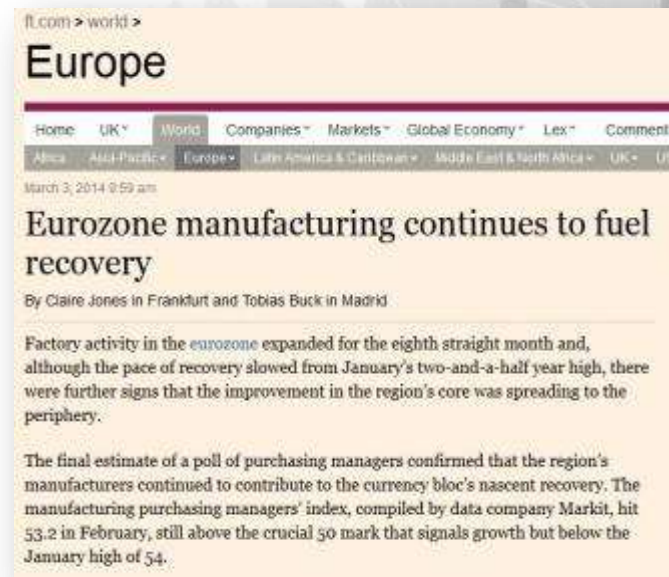 ft.com > world >
Europe
Home UK World Companies Markets Global Economy Lex Comment
Africa Asia-Pacific Europe Latin America & Caribbean Middle East & North Africa UK
March 3, 2014 9:59 am
Eurozone manufacturing continues to fuel
recovery
By Claire Jones in Frankfurt and Tobias Buck in Madrid
Factory activity in the eurozone expanded for the eighth straight month and,
although the pace of recovery slowed from January's two-and-a-half year high, there
were further signs that the improvement in the region's core was spreading to the
periphery.
The final estimate of a poll of purchasing managers confirmed that the region's
manufacturers continued to contribute to the currency bloc's nascent recovery. The
manufacturing purchasing managers' index, compiled by data company Markit, hit
53.2 in February, still above the crucial 50 mark that signals growth but below the
January high of 54.